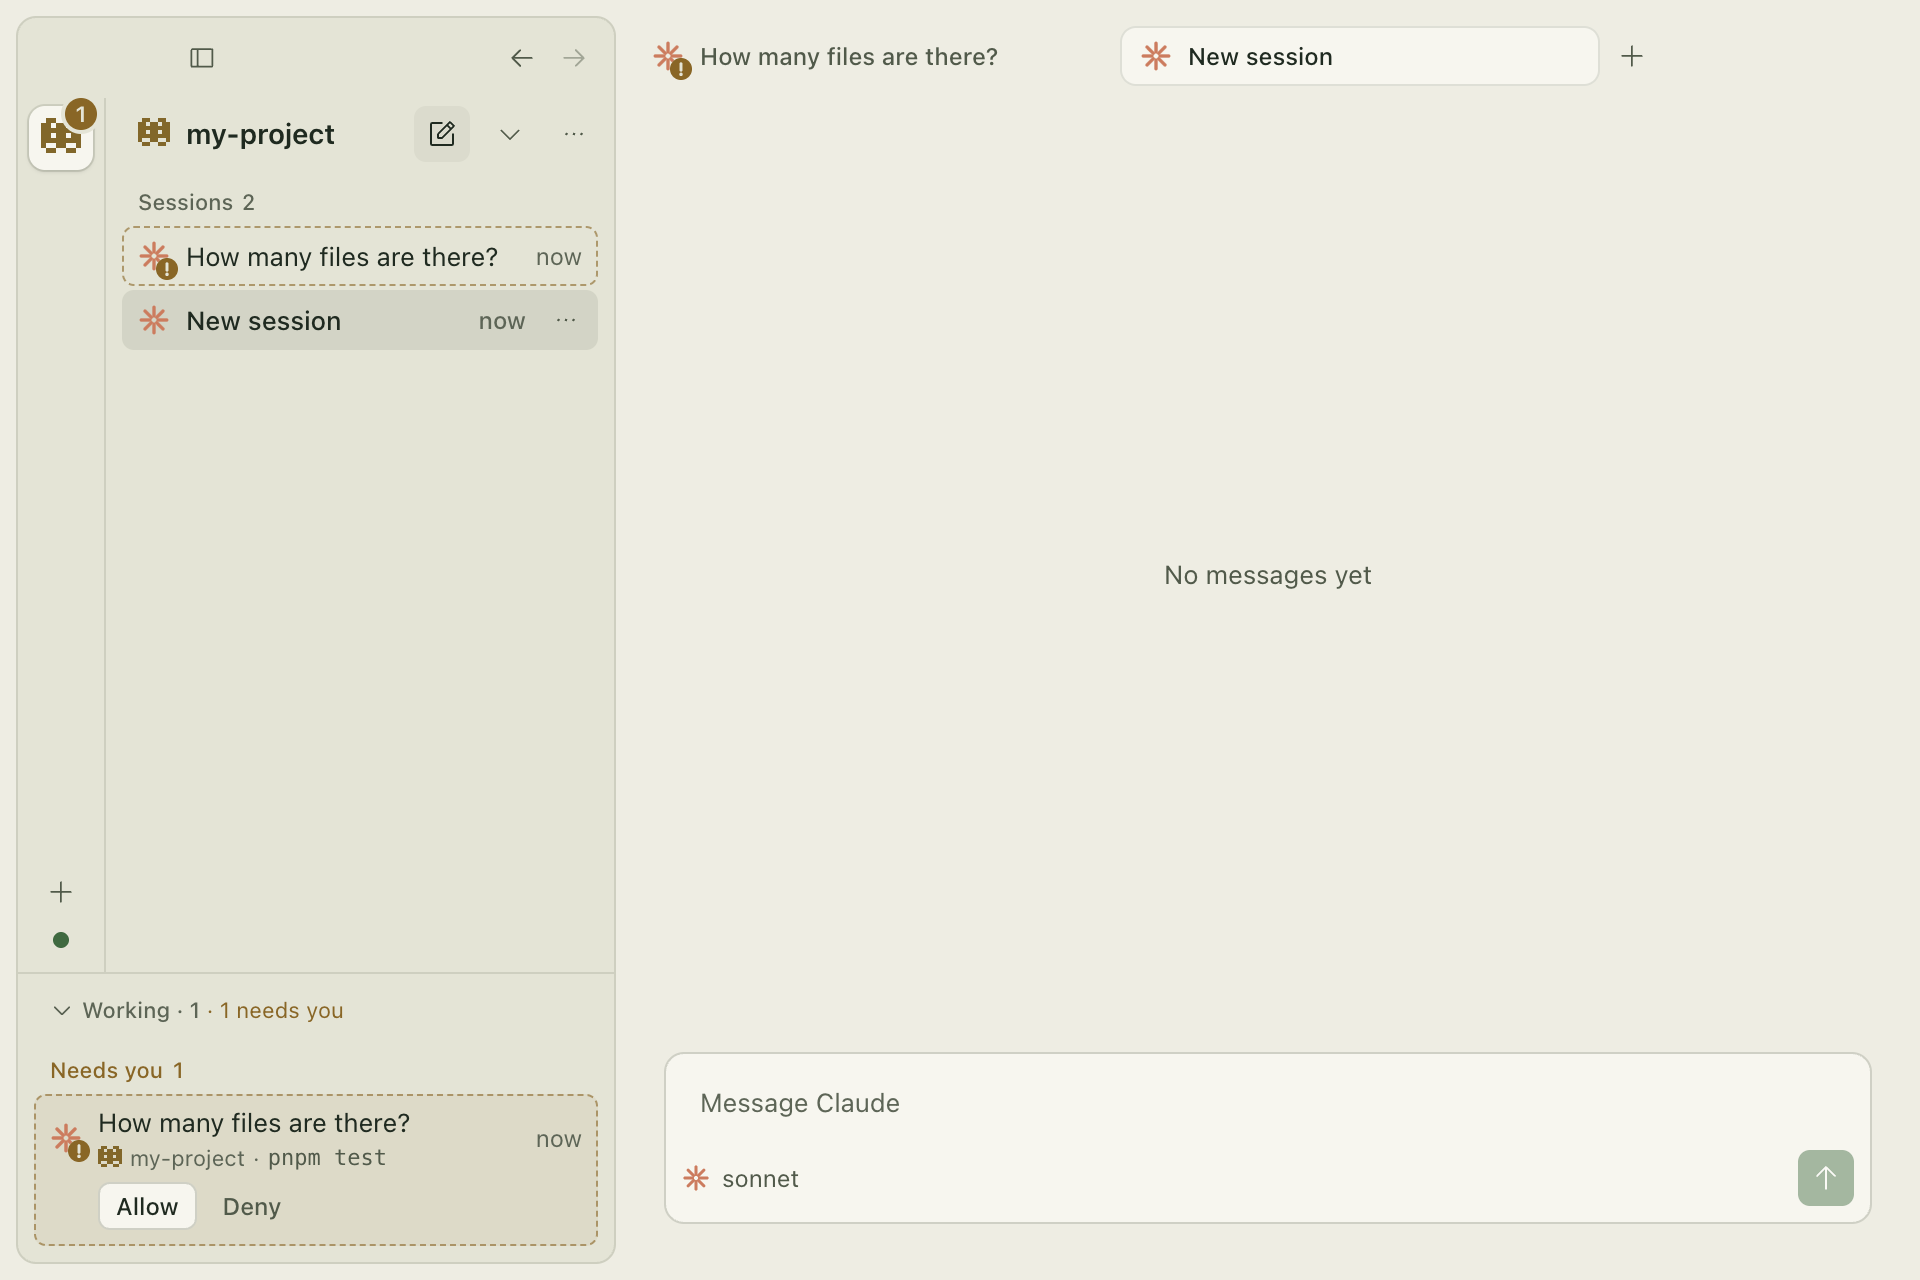 How many files are there?
New session
1
my-project
Sessions 2
How many files are there? now
New session now
No messages yet
Working · 1 · 1 needs you
Needs you 1
How many files are there?
now
my-project · pnpm test
Allow Deny
Message Claude
sonnet